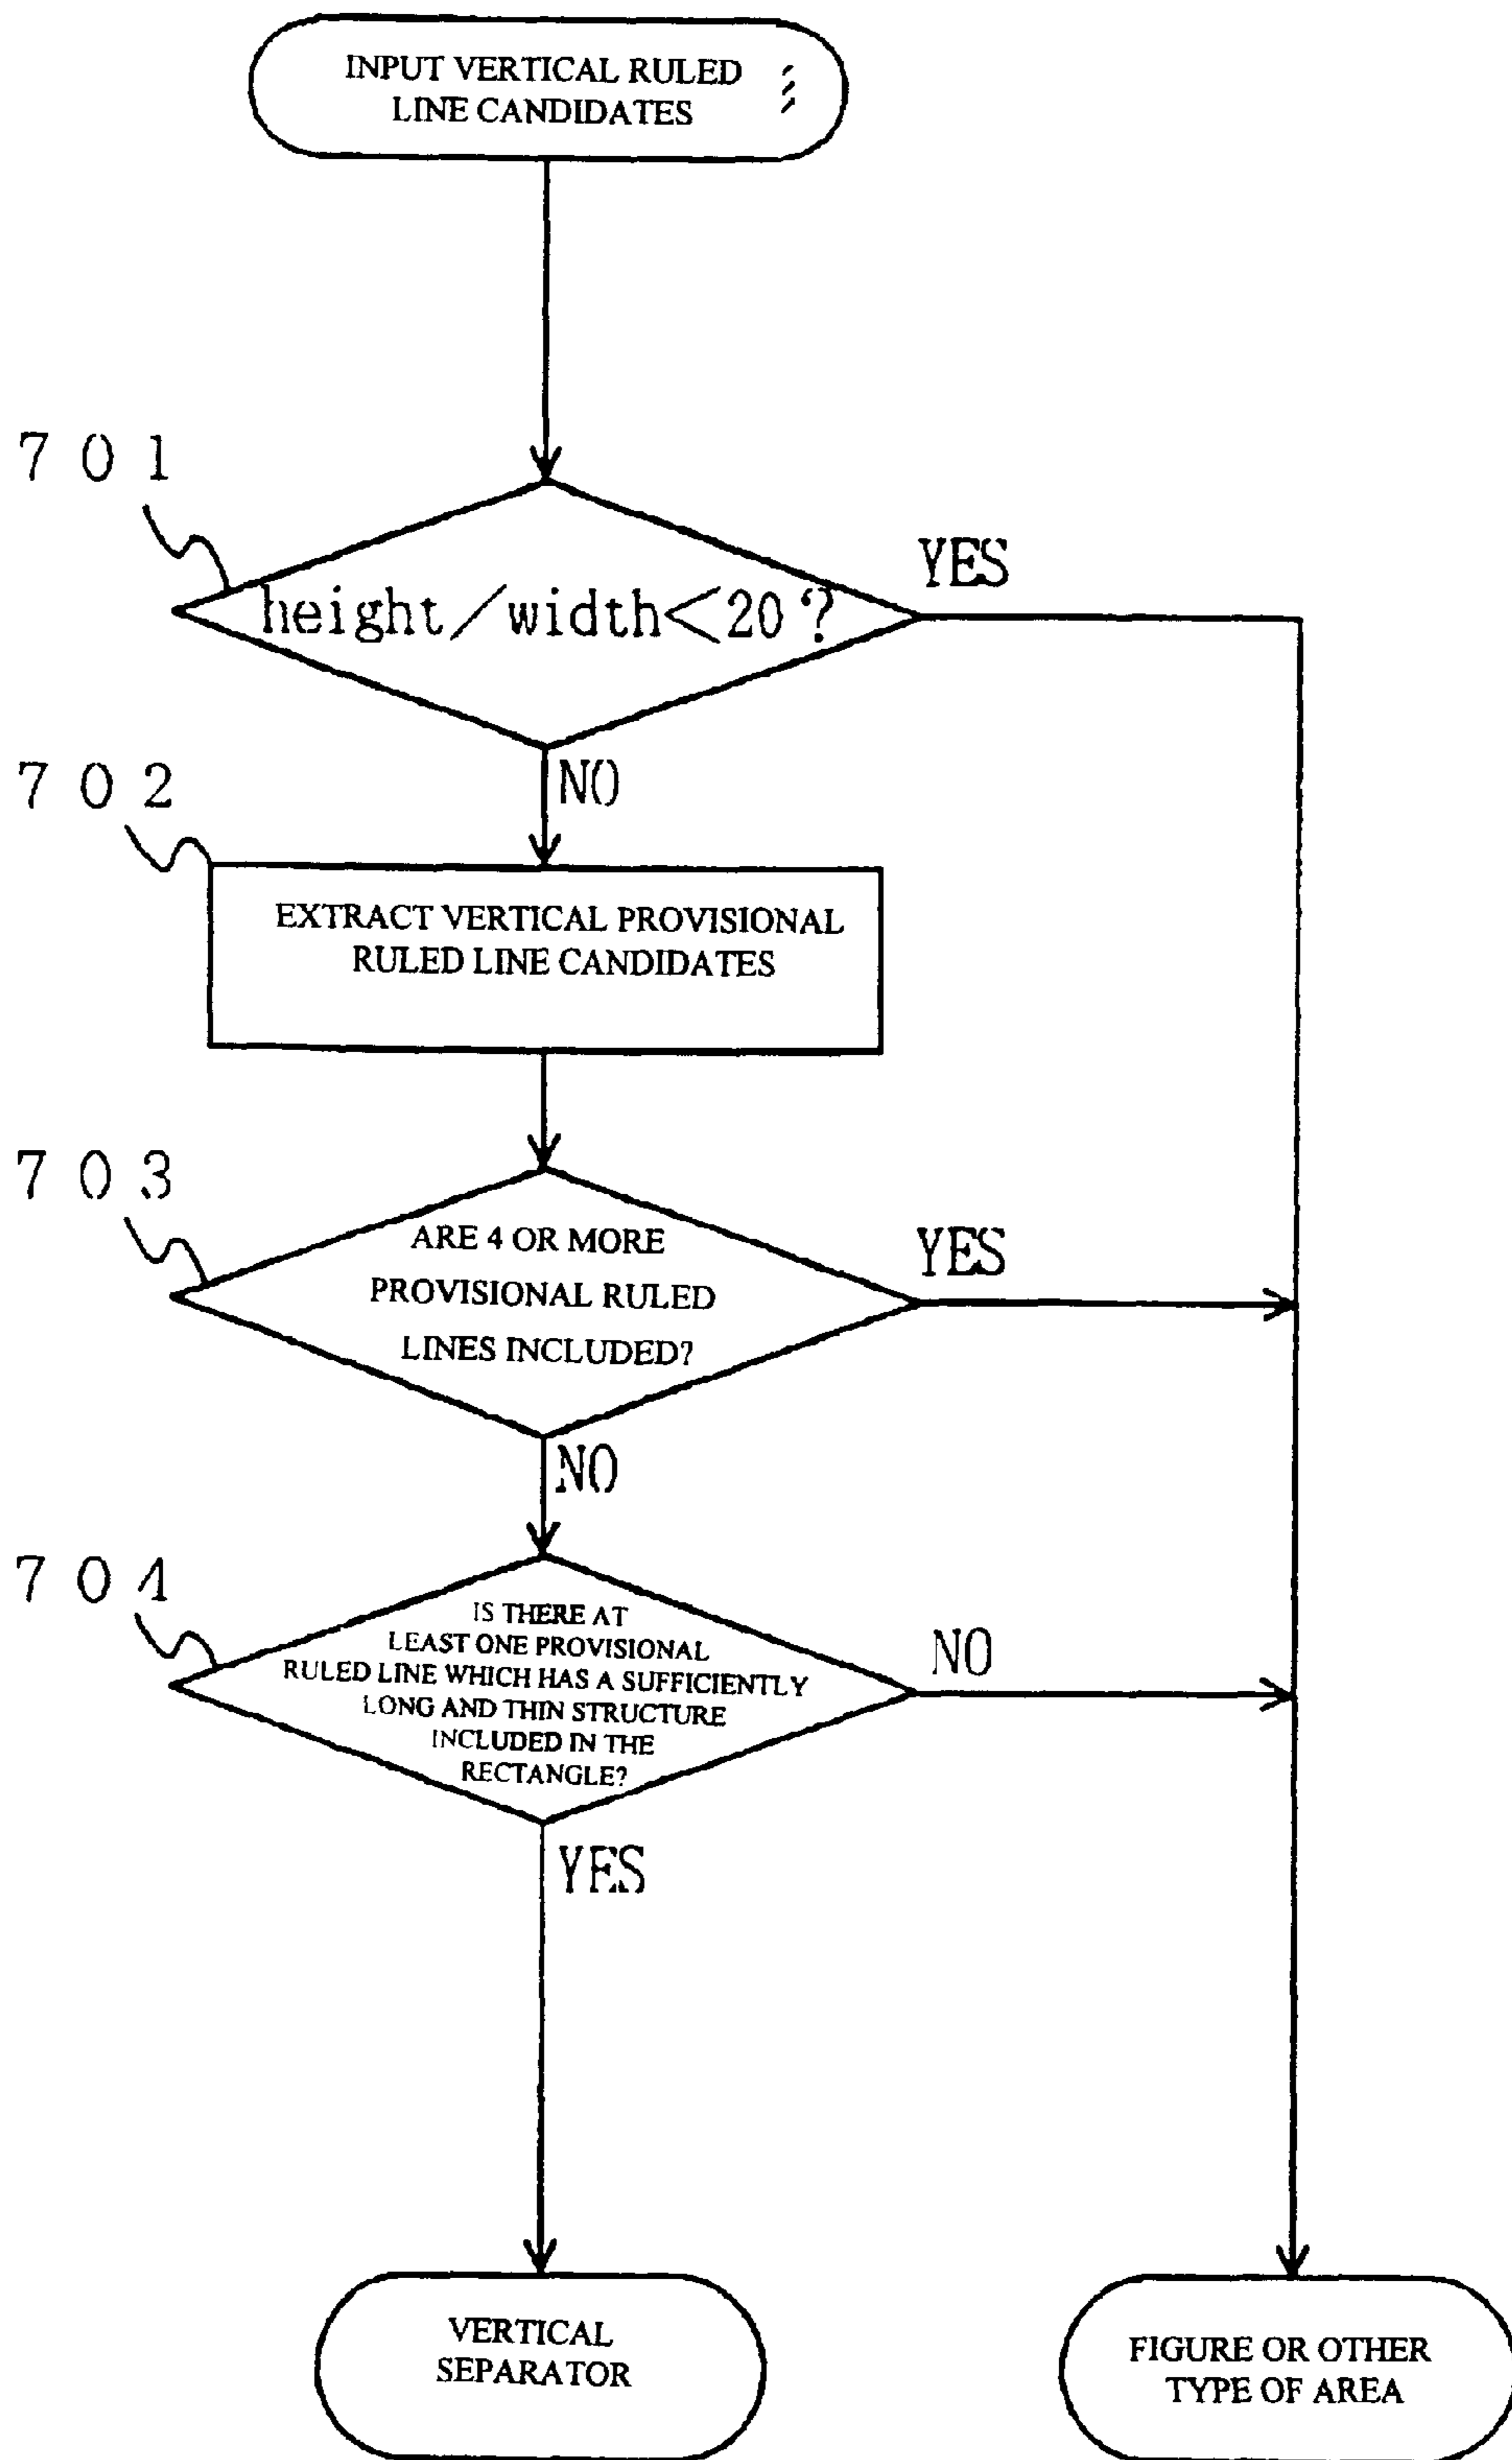 INPUT VERTICAL RULED
LINE CANDIDATES
701
height/width<20?
YES
NO
702
EXTRACT VERTICAL PROVISIONAL
RULED LINE CANDIDATES
703
ARE 4 OR MORE
PROVISIONAL RULED
LINES INCLUDED?
YES
NO
704
IS THERE AT
LEAST ONE PROVISIONAL
RULED LINE WHICH HAS A SUFFICIENTLY
LONG AND THIN STRUCTURE
INCLUDED IN THE
RECTANGLE?
NO
YES
VERTICAL
SEPARATOR
FIGURE OR OTHER
TYPE OF AREA